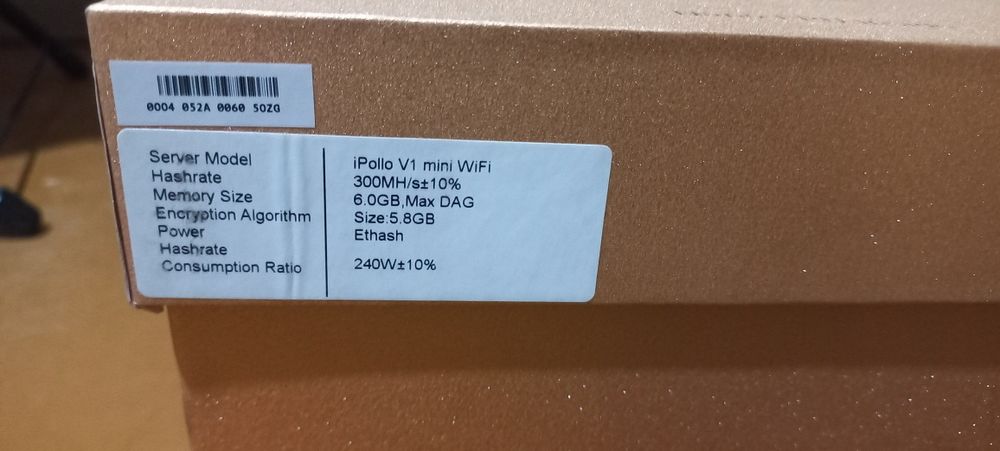 0004 052A 0060 50ZG
Server Model iPollo V1 mini WiFi
Hashrate 300MH/s±10%
Memory Size 6.0GB,Max DAG
Encryption Algorithm Size:5.8GB
Power Ethash
Hashrate
Consumption Ratio 240W±10%